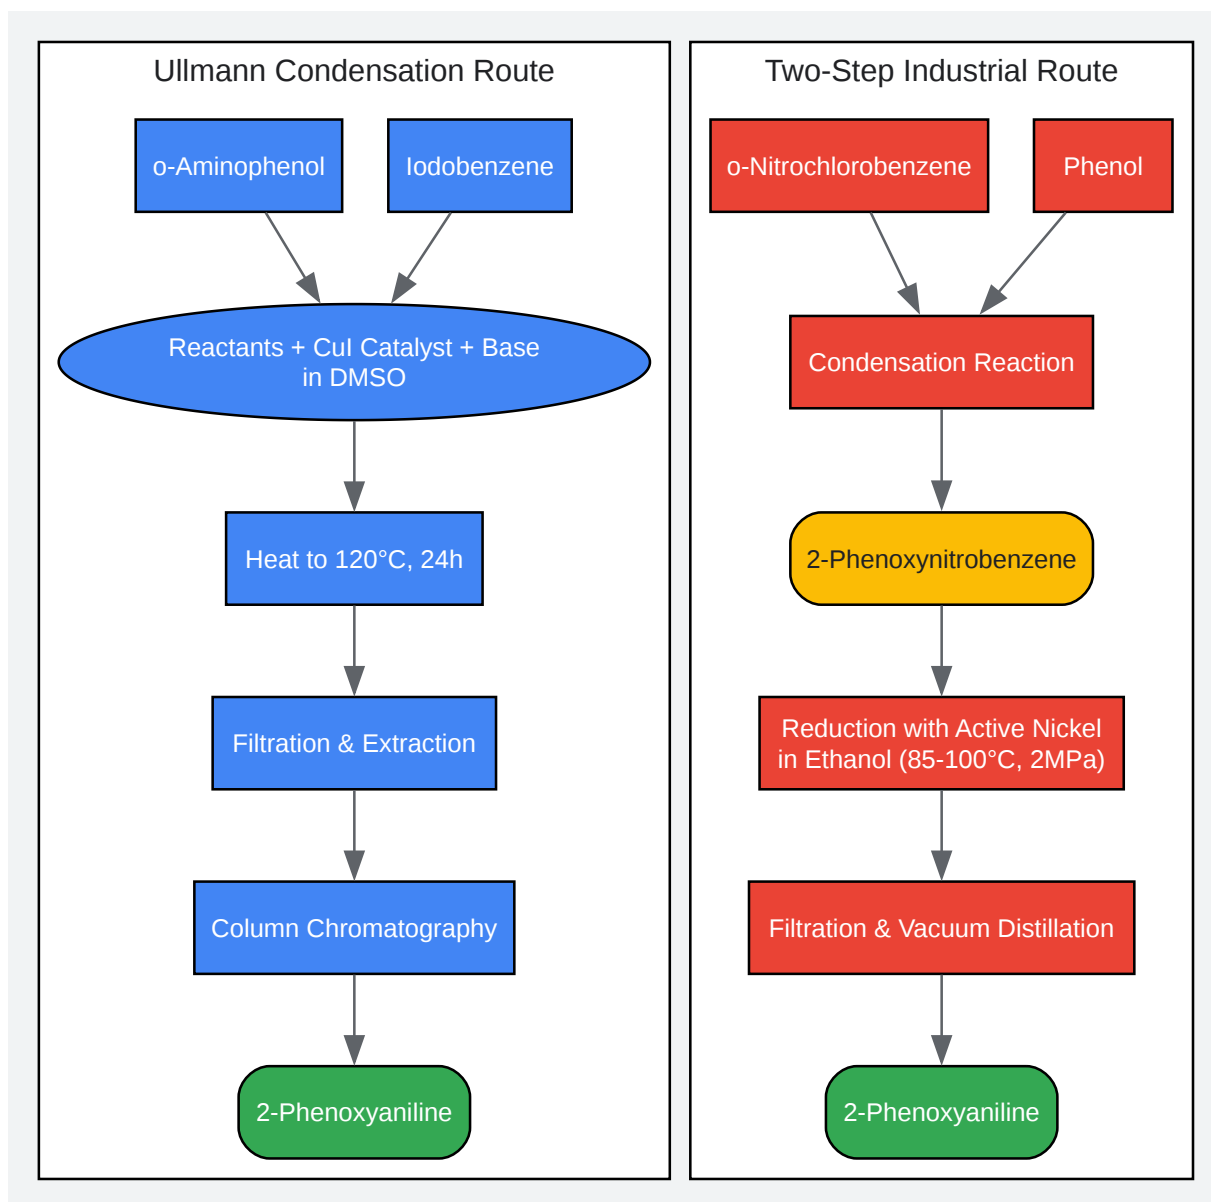 Ullmann Condensation Route
o-Aminophenol
Iodobenzene
Reactants + CuI Catalyst + Base
in DMSO
Heat to 120°C, 24h
Filtration & Extraction
Column Chromatography
2-Phenoxyaniline
Two-Step Industrial Route
o-Nitrochlorobenzene
Phenol
Condensation Reaction
2-Phenoxynitrobenzene
Reduction with Active Nickel
in Ethanol (85-100°C, 2MPa)
Filtration & Vacuum Distillation
2-Phenoxyaniline